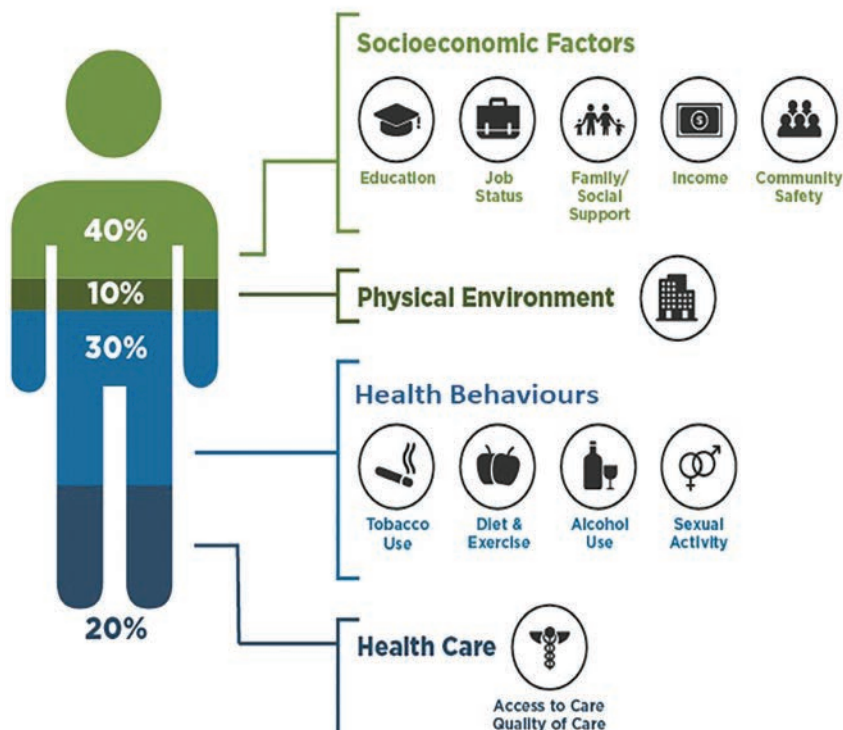 Socioeconomic Factors
Education
Job
Status
Family/
Social
Support
Income
Community
Safety
40%
10%
Physical Environment
30%
Health Behaviours
Tobacco
Use
Diet &
Exercise
Alcohol
Use
Sexual
Activity
20%
Health Care
Access to Care
Quality of Care